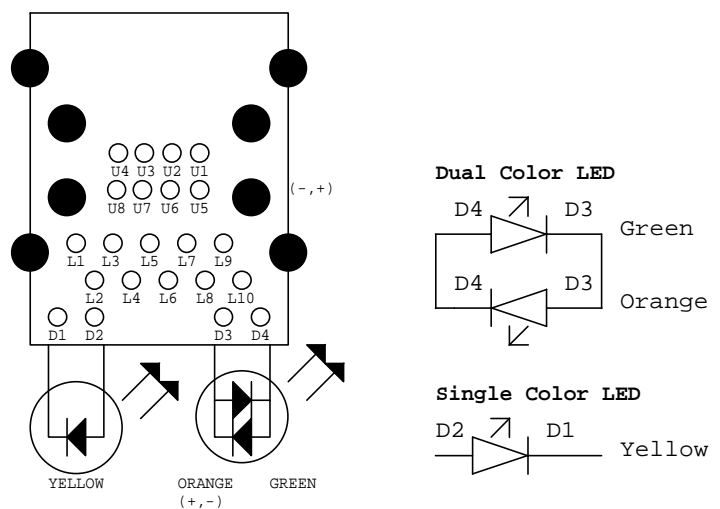 U4 U3 U2 U1
U8 U7 U6 U5
(-,+)
L1 L3 L5 L7 L9
L2 L4 L6 L8 L10
D1 D2 D3 D4
YELLOW
ORANGE GREEN
(+,-)
Dual Color LED
D4 D3
Green
D4 D3
Orange
Single Color LED
D2 D1
Yellow